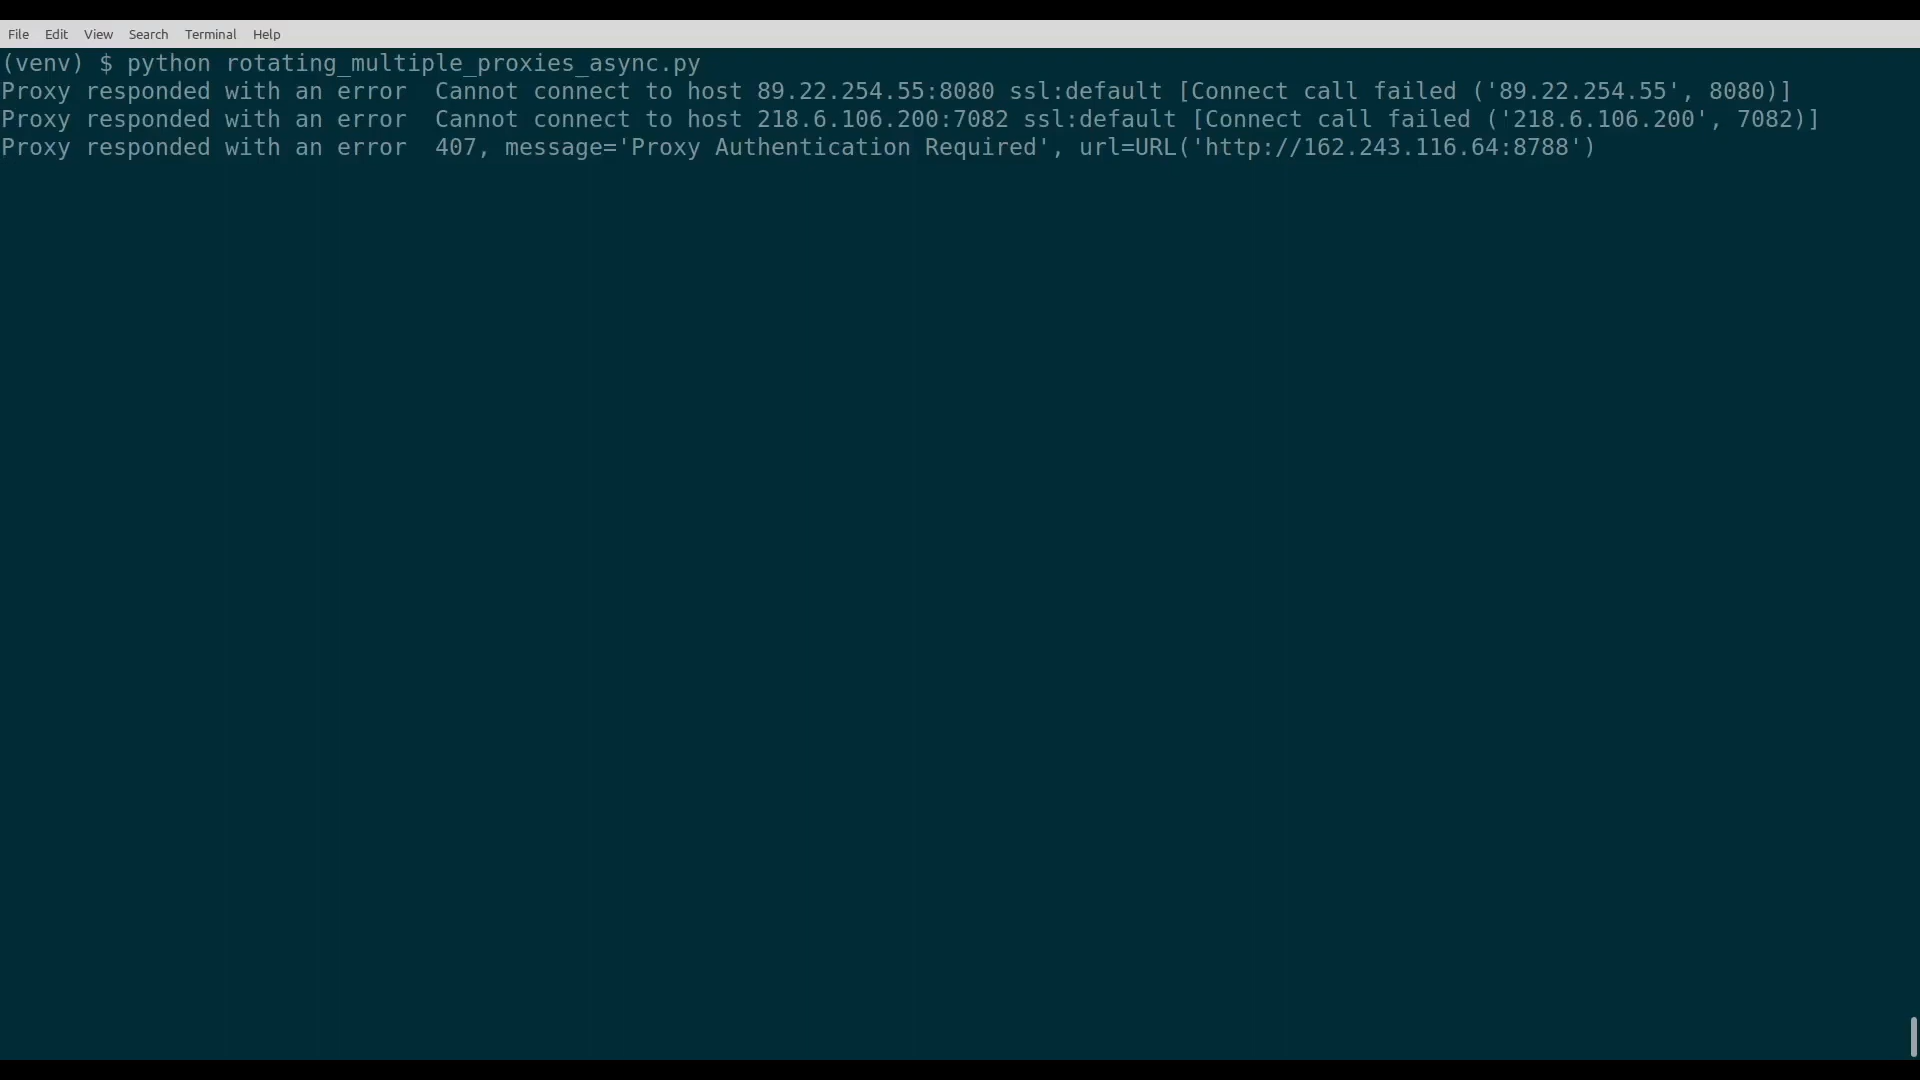 File Edit View Search Terminal Help
(venv) $ python rotating_multiple_proxies_async.py
Proxy responded with an error  Cannot connect to host 89.22.254.55:8080 ssl:default [Connect call failed ('89.22.254.55', 8080)]
Proxy responded with an error  Cannot connect to host 218.6.106.200:7082 ssl:default [Connect call failed ('218.6.106.200', 7082)]
Proxy responded with an error  407, message='Proxy Authentication Required', url=URL('http://162.243.116.64:8788')